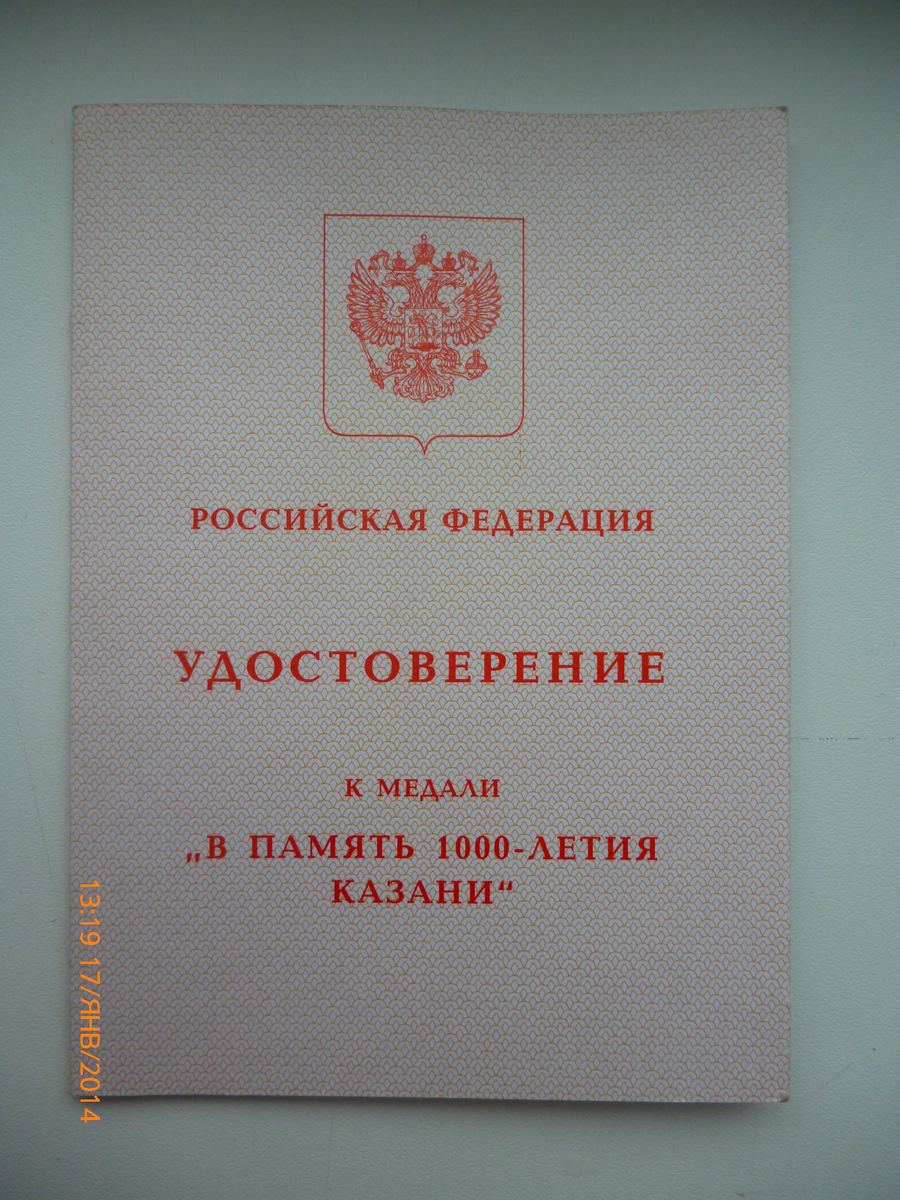 РОССИЙСКАЯ ФЕДЕРАЦИЯ
УДОСТОВЕРЕНИЕ
К МЕДАЛИ
„В ПАМЯТЬ 1000-ЛЕТИЯ
КАЗАНИ“
13:19 17/ЯНВ/2014